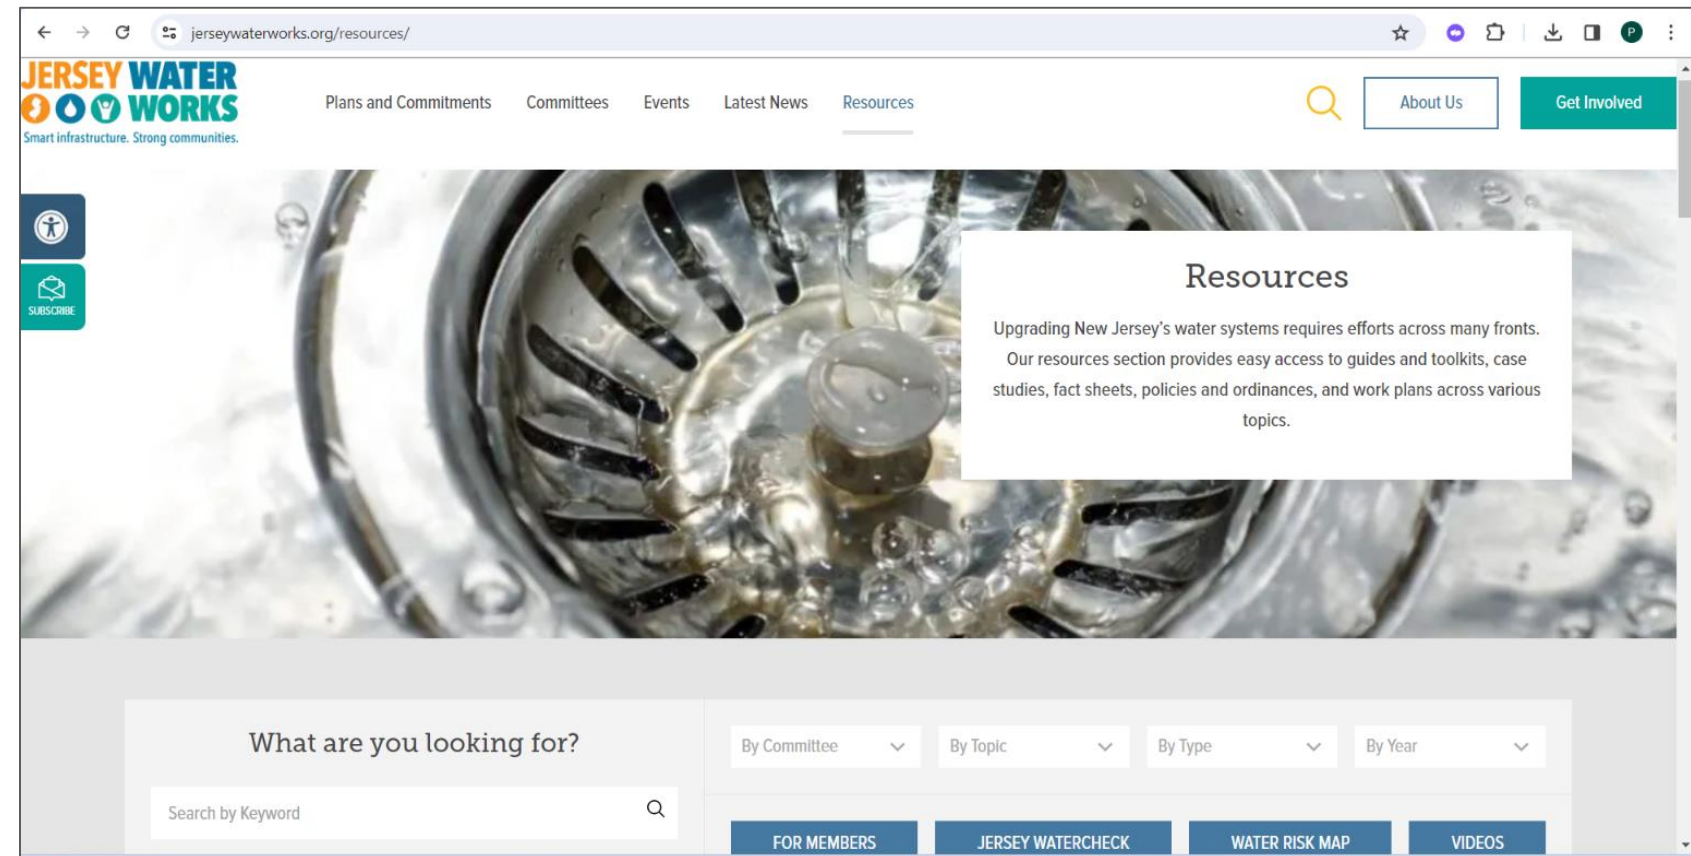 jerseywaterworks.org/resources/
P
JERSEY WATER
WORKS
Smart infrastructure. Strong communities.
Plans and Commitments
Committees
Events
Latest News
Resources
About Us
Get Involved
SUBSCRIBE
Resources
Upgrading New Jersey’s water systems requires efforts across many fronts.
Our resources section provides easy access to guides and toolkits, case
studies, fact sheets, policies and ordinances, and work plans across various
topics.
What are you looking for?
Search by Keyword
By Committee
By Topic
By Type
By Year
FOR MEMBERS
JERSEY WATERCHECK
WATER RISK MAP
VIDEOS